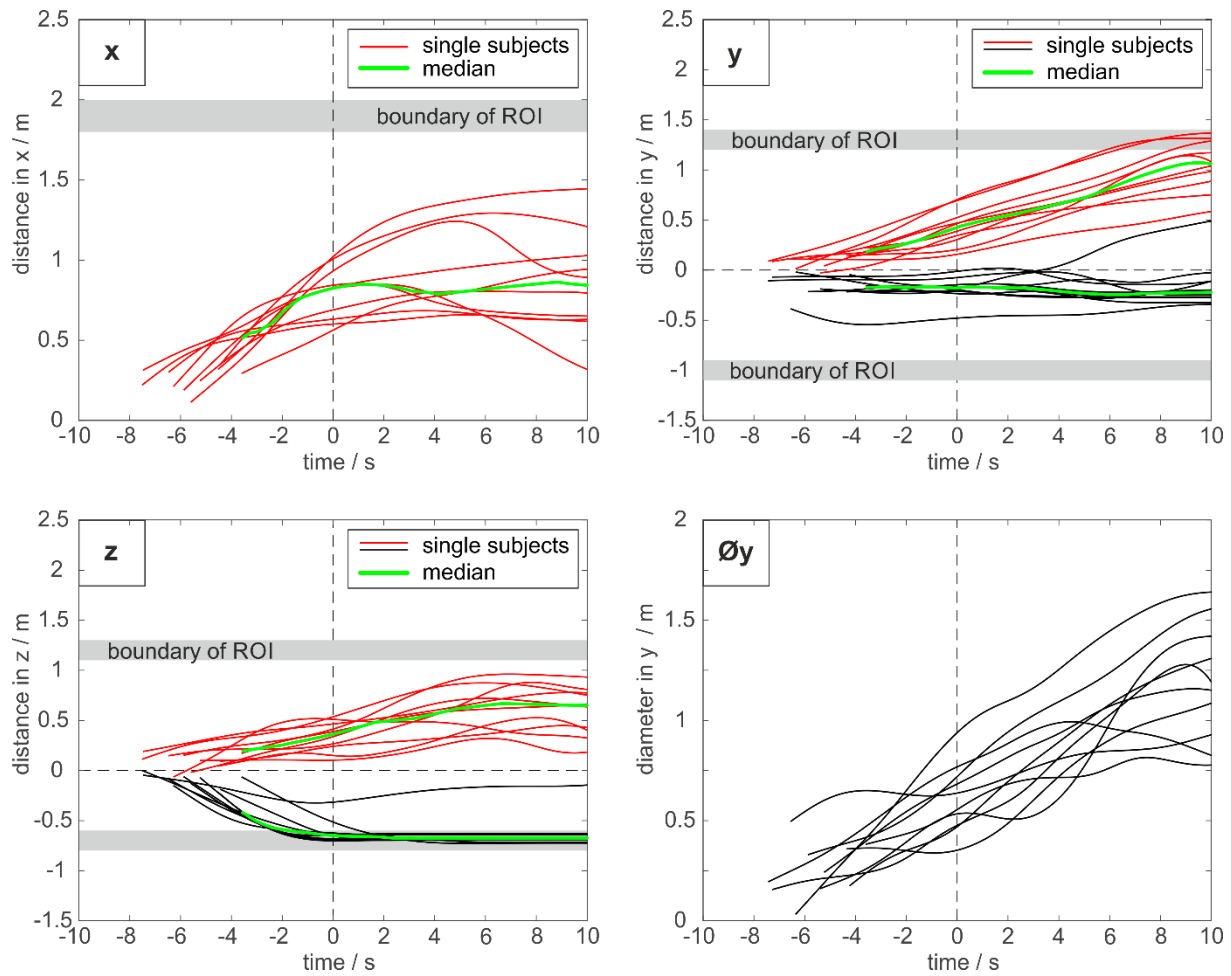 x
single subjects
median
boundary of ROI
distance in x / m
2.5
2
1.5
1
0.5
0
-10 -8 -6 -4 -2 0 2 4 6 8 10
time / s
y
single subjects
median
boundary of ROI
boundary of ROI
distance in y / m
2.5
2
1.5
1
0.5
0
-0.5
-1
-1.5
-10 -8 -6 -4 -2 0 2 4 6 8 10
time / s
z
single subjects
median
boundary of ROI
distance in z / m
2.5
2
1.5
1
0.5
0
-0.5
-1
-1.5
-10 -8 -6 -4 -2 0 2 4 6 8 10
time / s
Øy
diameter in y / m
2
1.5
1
0.5
0
-10 -8 -6 -4 -2 0 2 4 6 8 10
time / s